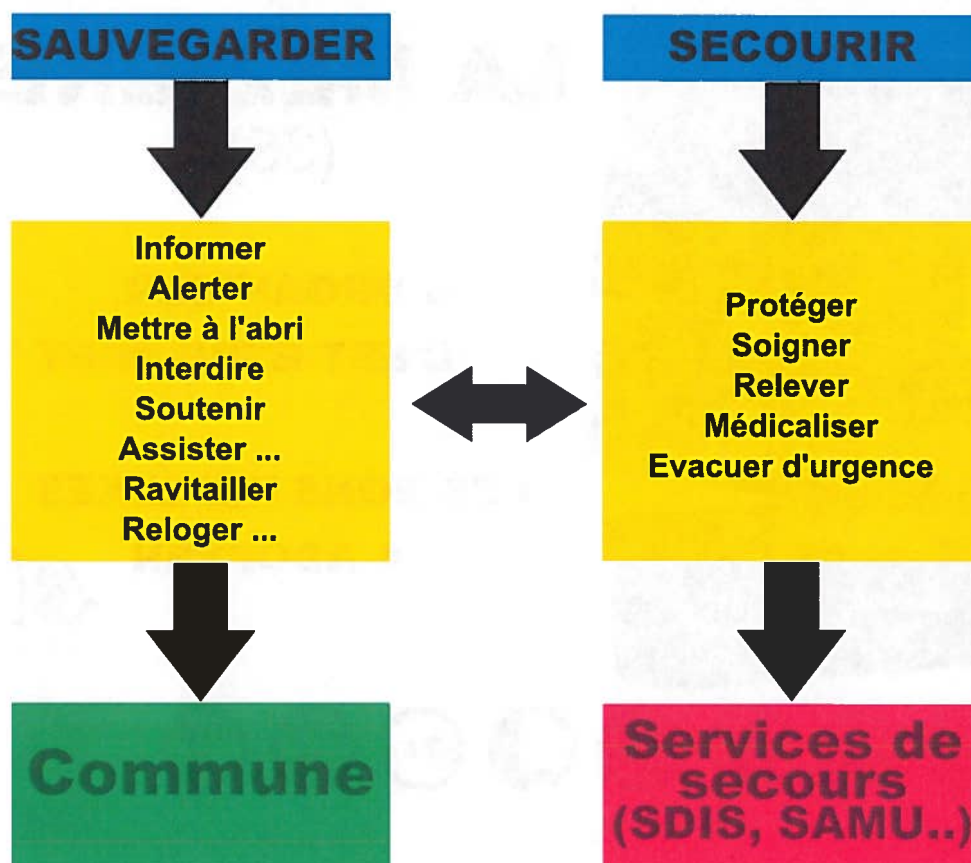 SAUVEGARDER
Informer
Alerter
Mettre à l'abri
Interdire
Soutenir
Assister ...
Ravitailler
Reloger ...
Commune
SECOURIR
Protéger
Soigner
Relever
Médicaliser
Evacuer d'urgence
Services de
secours
(SDIS, SAMU..)